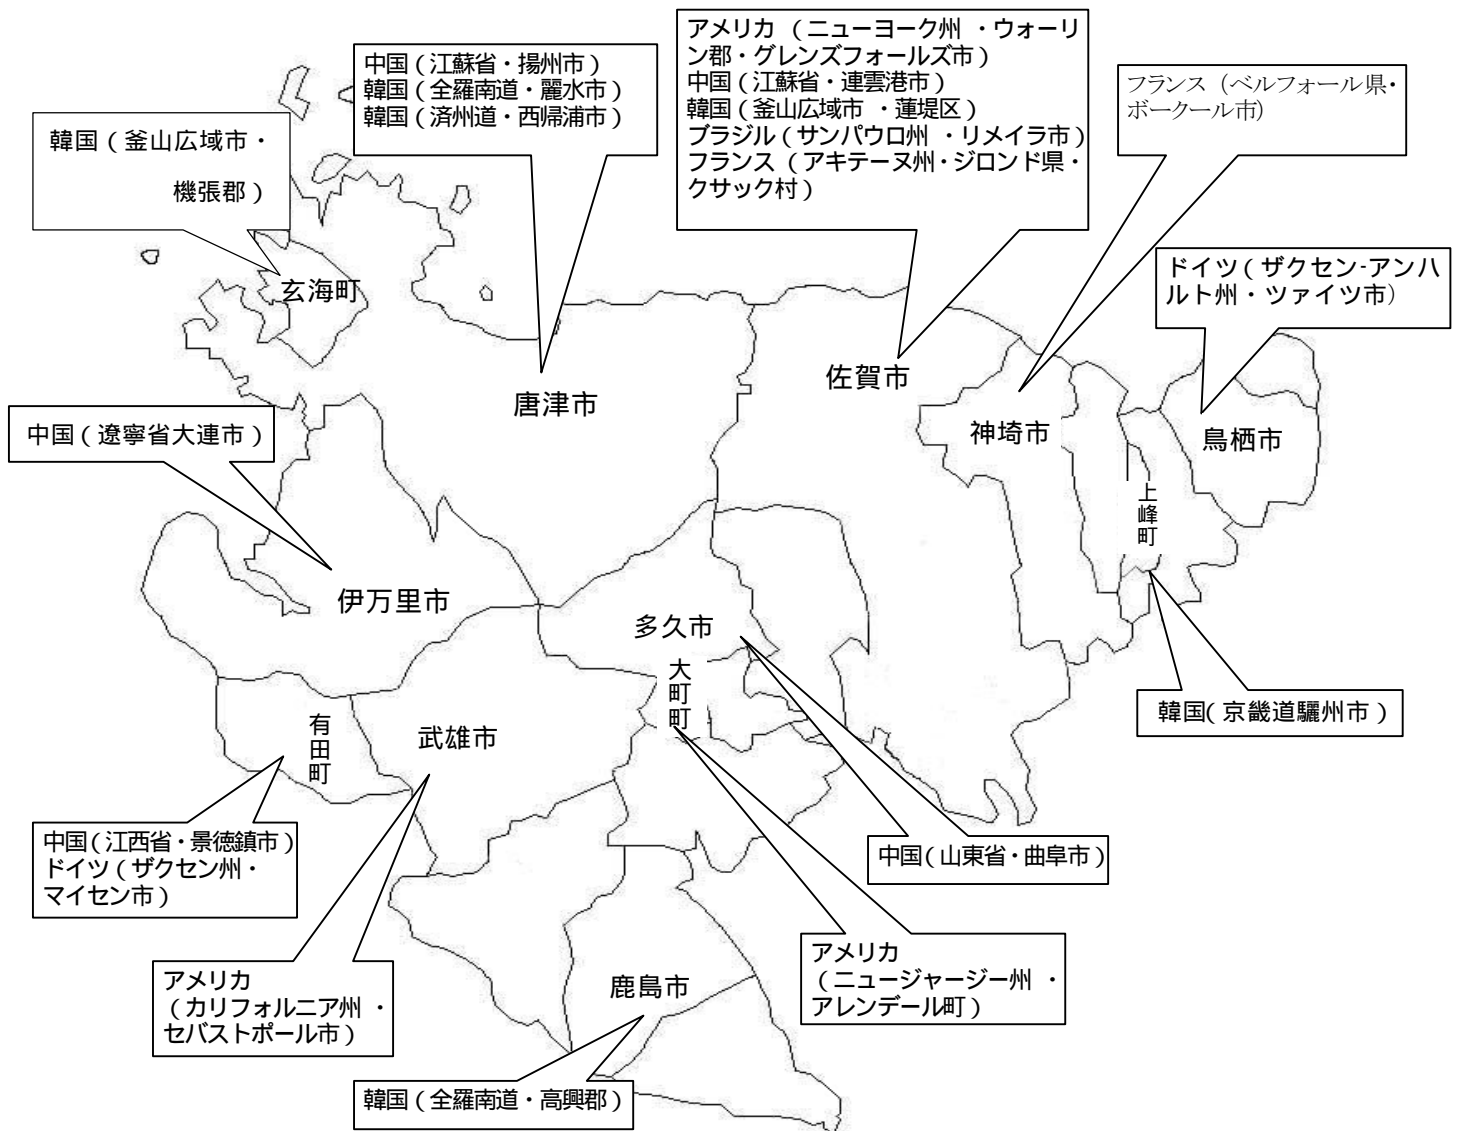 アメリカ（ニューヨーク州・ウォーリ
ン郡・グレンズフォールズ市）
中国（江蘇省・連雲港市）
韓国（釜山広域市・蓮堤区）
ブラジル（サンパウロ州・リメイラ市）
フランス（アキテーヌ州・ジロンド県・
クサック村）
中国（江蘇省・揚州市）
韓国（全羅南道・麗水市）
韓国（済州道・西帰浦市）
フランス（ベルフォール県・
ボークール市）
韓国（釜山広域市・
機張郡）
ドイツ（ザクセン-アンハ
ルト州・ツァイツ市）
玄海町
唐津市
佐賀市
神埼市
鳥栖市
中国（遼寧省大連市）
上峰町
伊万里市
多久市
大町町
韓国（京畿道驪州市）
有田町
武雄市
中国（江西省・景徳鎮市）
ドイツ（ザクセン州・
マイセン市）
中国（山東省・曲阜市）
アメリカ
（カリフォルニア州・
セバストポール市）
鹿島市
アメリカ
（ニュージャージー州・
アレンデール町）
韓国（全羅南道・高興郡）